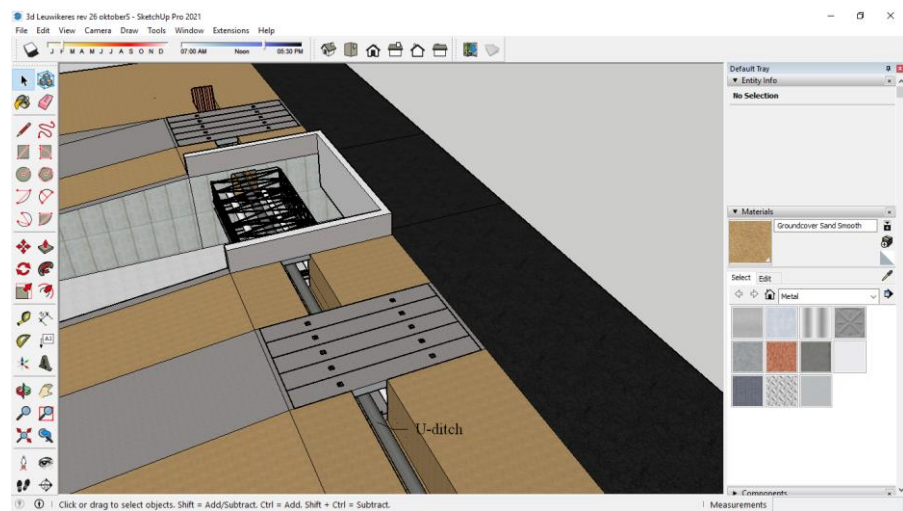 3d Leuwikeres rev 26 oktober5 - SketchUp Pro 2021
File Edit View Camera Draw Tools Window Extensions Help
J F M A M J J A S O N D 07:00 AM Noon 05:30 PM
Default Tray
Entity Info
No Selection
Materials
Groundcover Sand Smooth
Select Edit
Metal
U-ditch
Components
Click or drag to select objects. Shift = Add/Subtract. Ctrl = Add. Shift + Ctrl = Subtract.
Measurements